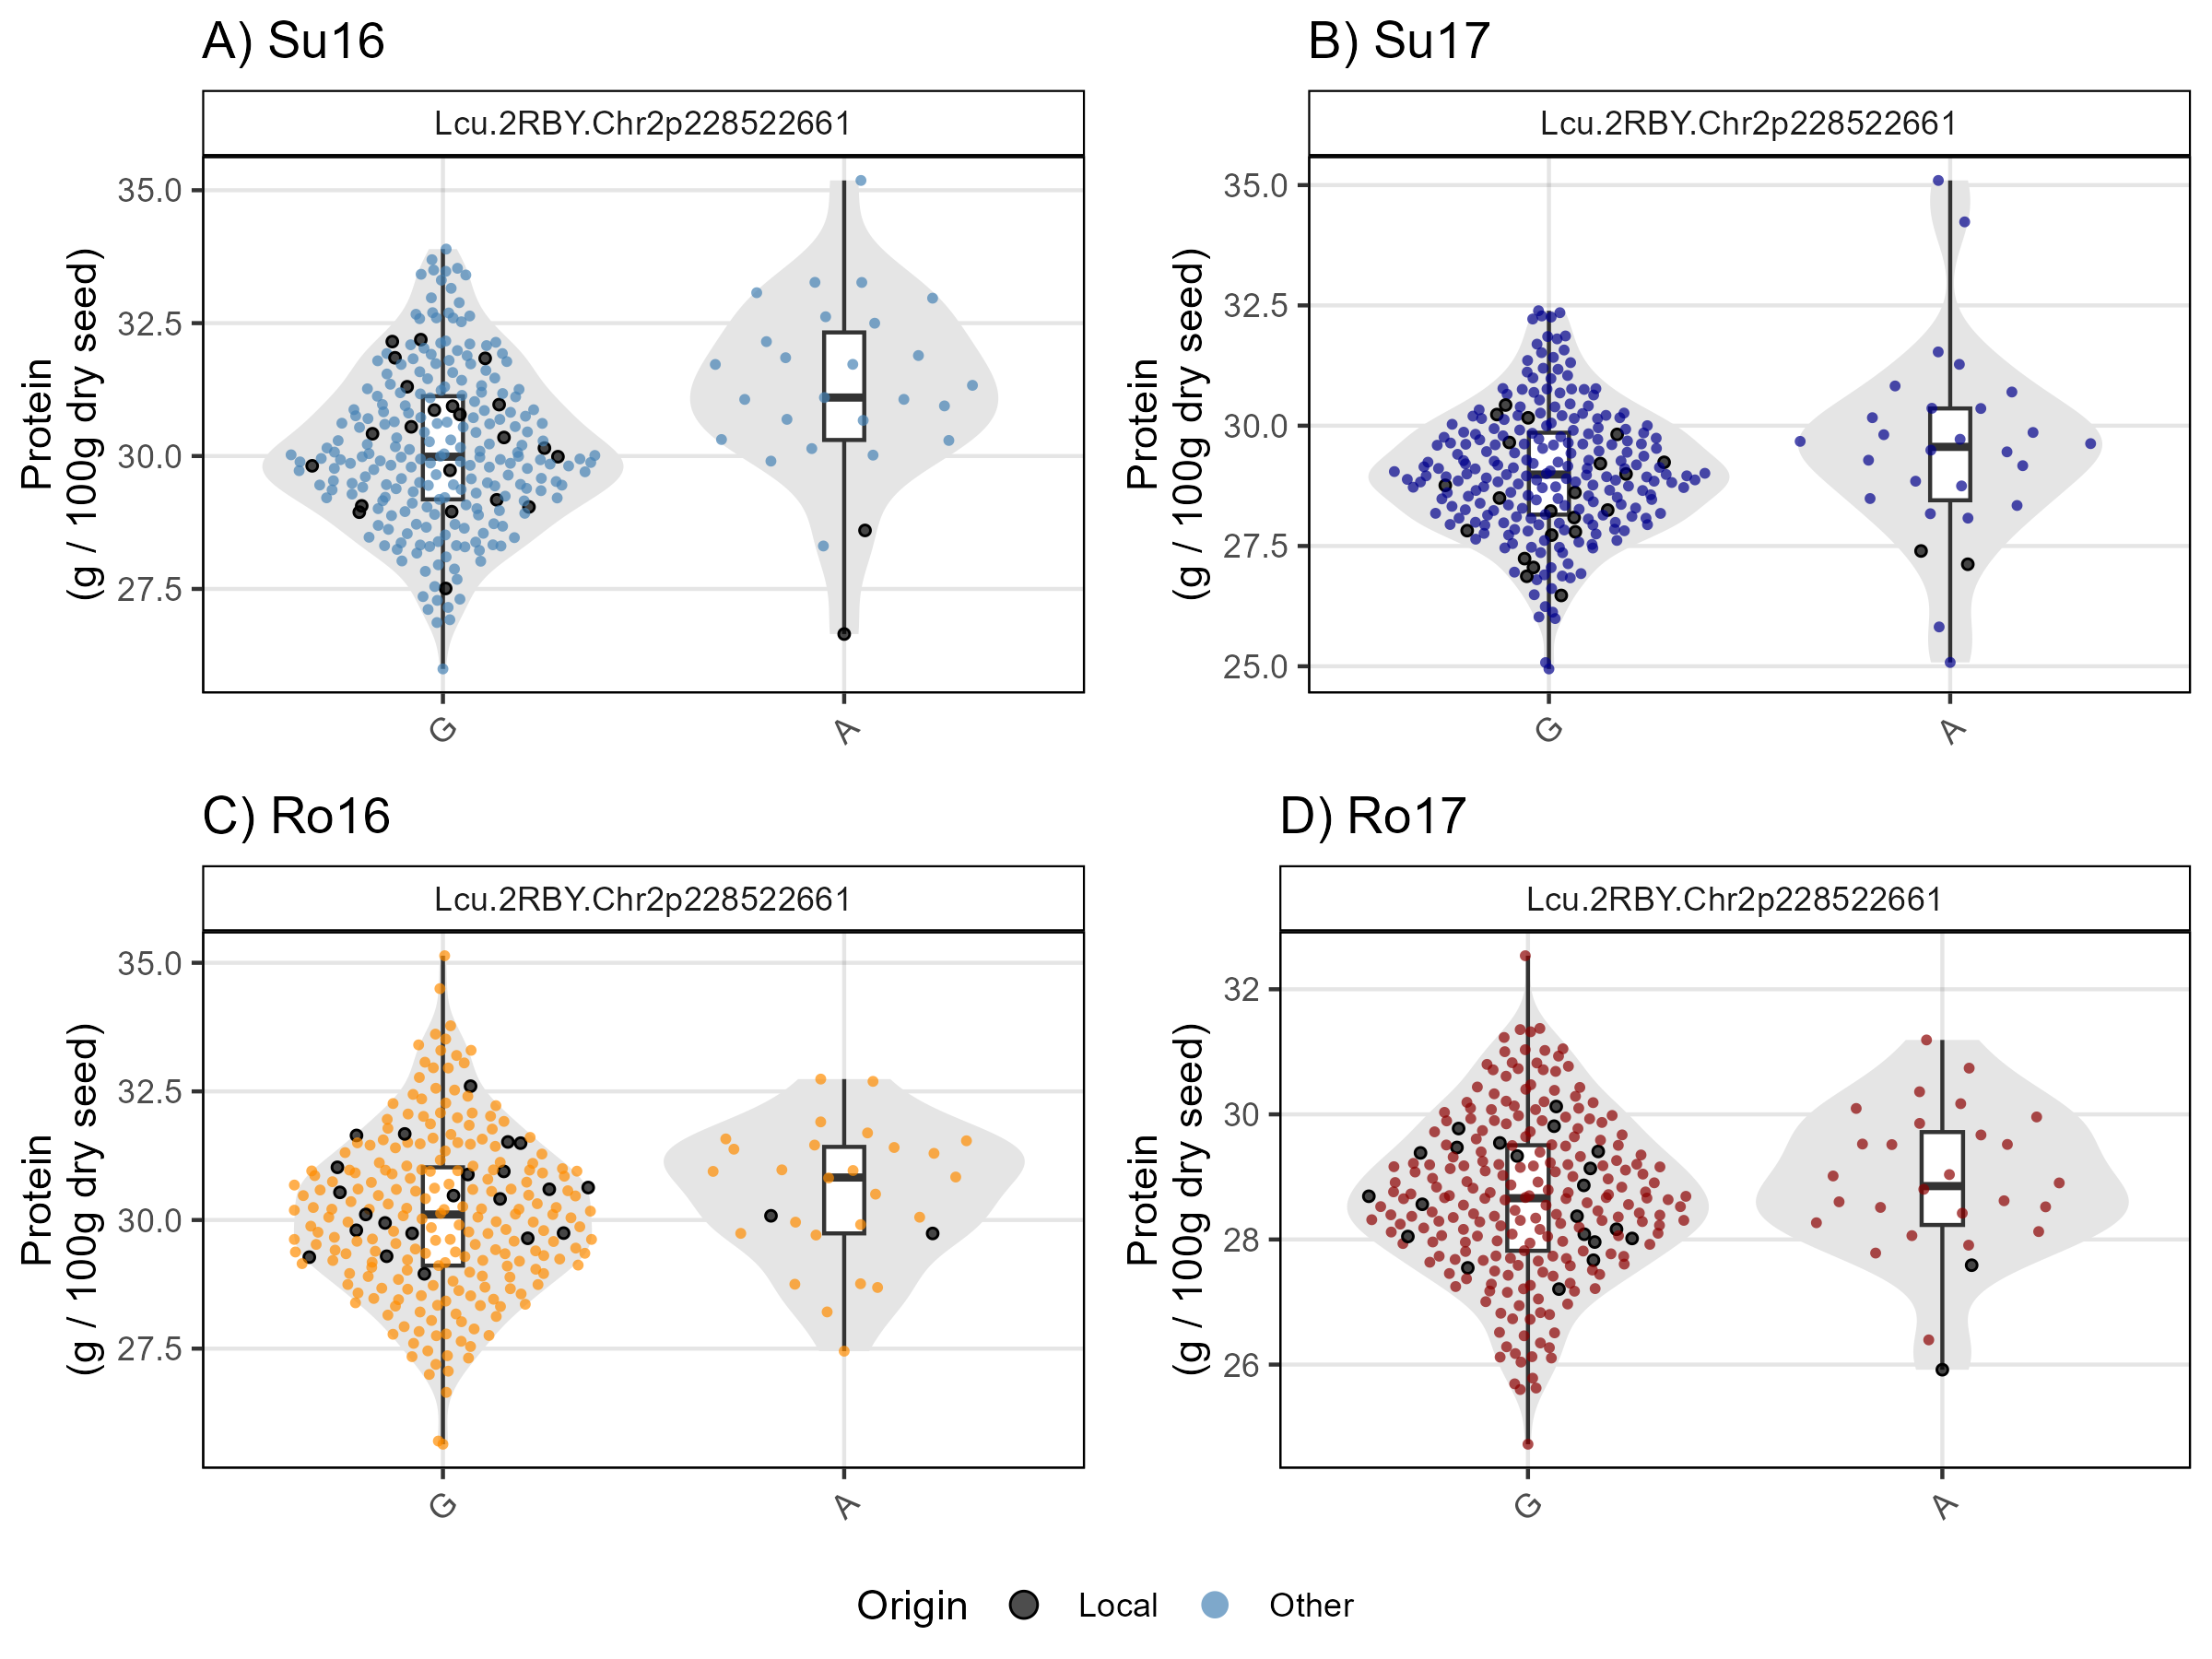 A) Su16
Lcu.2RBY.Chr2p228522661
Protein
(g / 100g dry seed)
35.0
32.5
30.0
27.5
G
A
B) Su17
Lcu.2RBY.Chr2p228522661
Protein
(g / 100g dry seed)
35.0
32.5
30.0
27.5
25.0
G
A
C) Ro16
Lcu.2RBY.Chr2p228522661
Protein
(g / 100g dry seed)
35.0
32.5
30.0
27.5
G
A
D) Ro17
Lcu.2RBY.Chr2p228522661
Protein
(g / 100g dry seed)
32
30
28
26
G
A
Origin Local Other